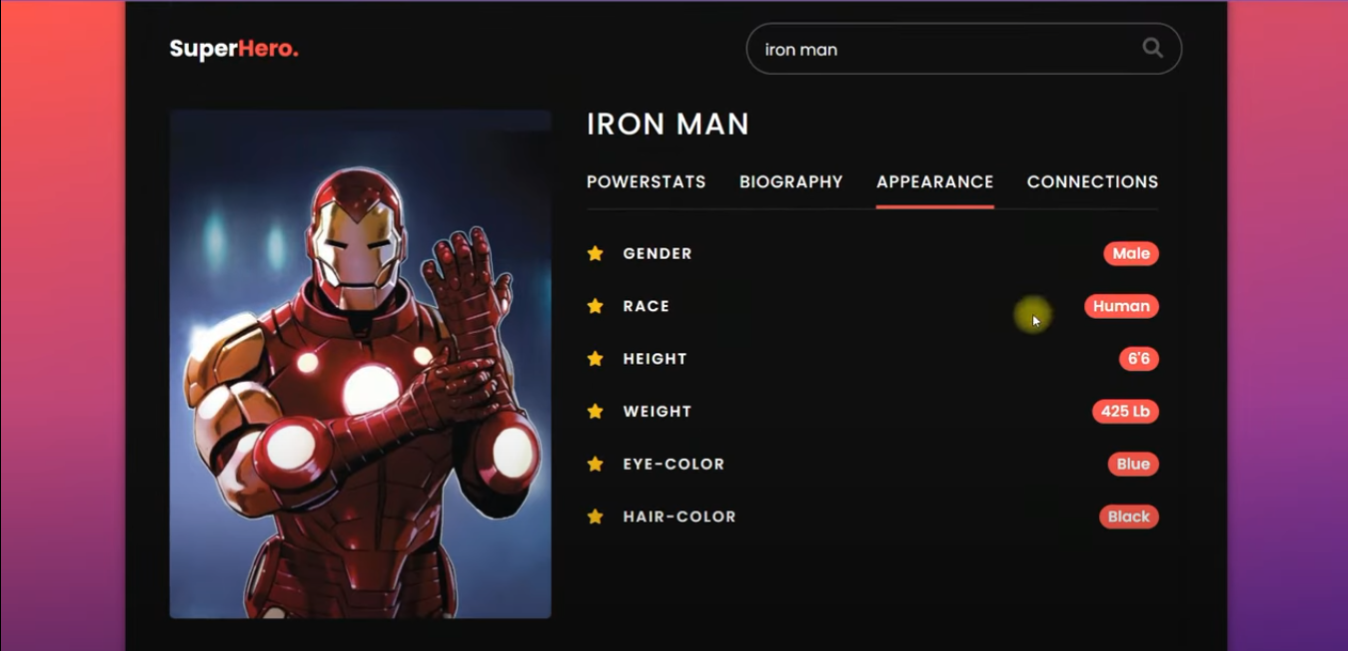 SuperHero.
iron man
IRON MAN
POWERSTATS BIOGRAPHY APPEARANCE CONNECTIONS
GENDER Male
RACE Human
HEIGHT 6'6
WEIGHT 425 Lb
EYE-COLOR Blue
HAIR-COLOR Black